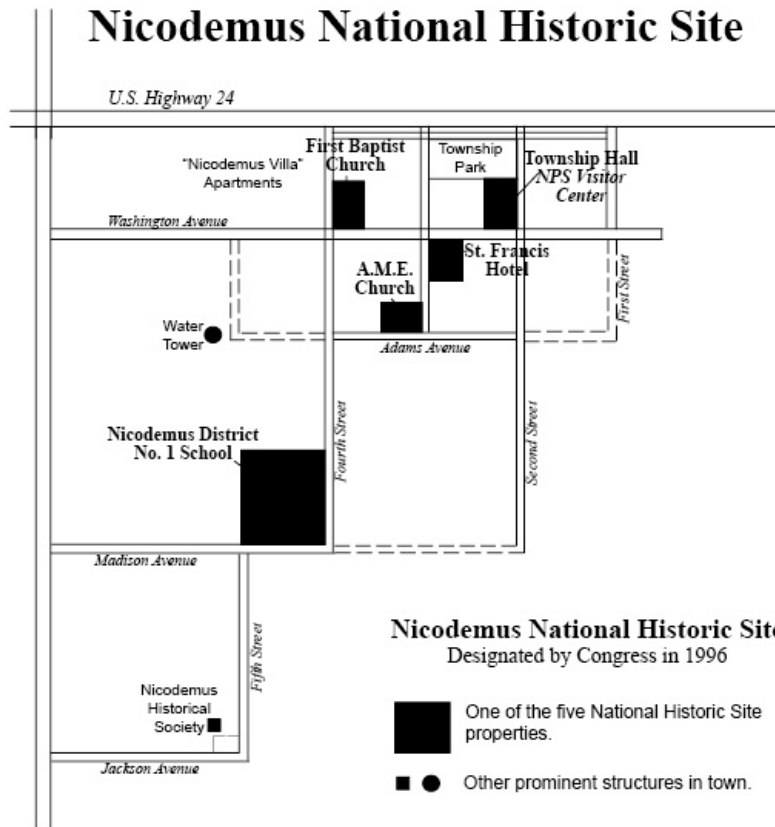 Nicodemus National Historic Site
U.S. Highway 24
First Baptist
Church
"Nicodemus Villa"
Apartments
Township
Park
Township Hall
NPS Visitor
Center
Washington Avenue
St. Francis
Hotel
A.M.E.
Church
First Street
Water
Tower
Adams Avenue
Nicodemus District
No. 1 School
Fourth Street
Second Street
Madison Avenue
Fifth Street
Nicodemus
Historical
Society
Jackson Avenue
Nicodemus National Historic Site
Designated by Congress in 1996
One of the five National Historic Site
properties.
Other prominent structures in town.